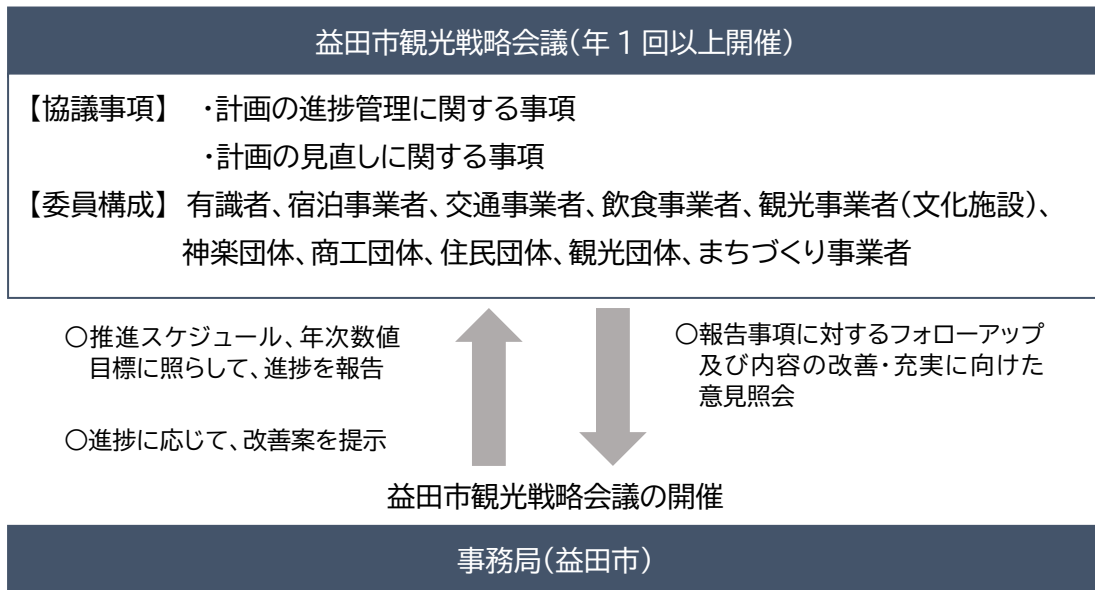 益田市観光戦略会議(年1回以上開催)
【協議事項】 ・計画の進捗管理に関する事項
・計画の見直しに関する事項
【委員構成】 有識者、宿泊事業者、交通事業者、飲食事業者、観光事業者(文化施設)、
神楽団体、商工団体、住民団体、観光団体、まちづくり事業者
〇推進スケジュール、年次数値
目標に照らして、進捗を報告
〇進捗に応じて、改善案を提示
〇報告事項に対するフォローアップ
及び内容の改善・充実に向けた
意見照会
益田市観光戦略会議の開催
事務局(益田市)